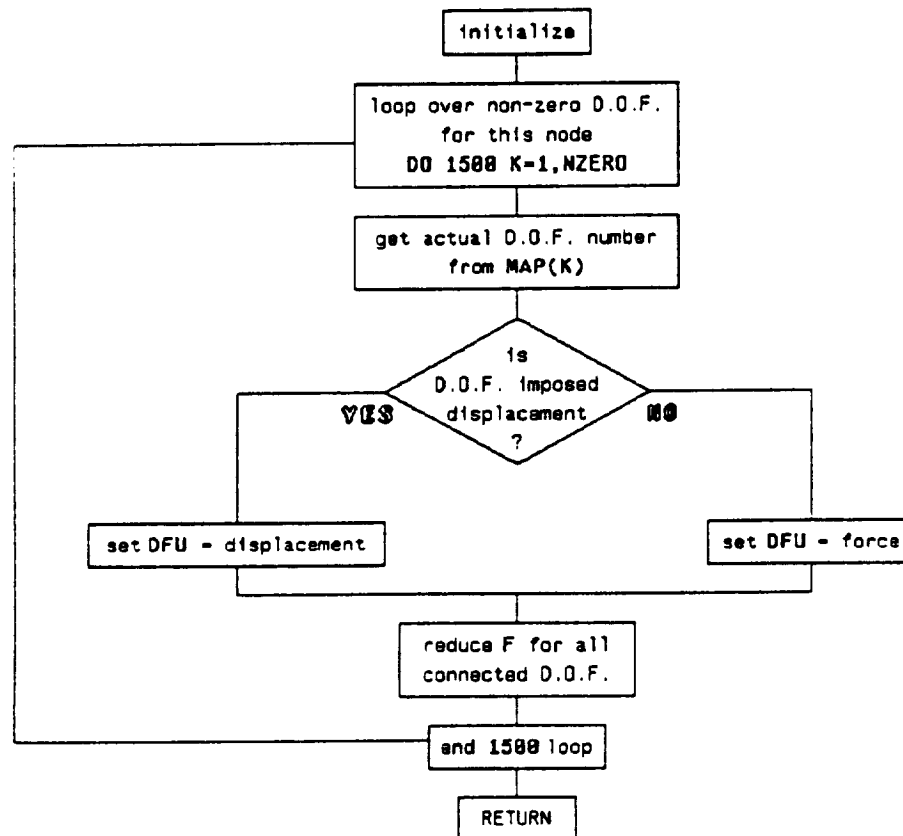 initialize
loop over non-zero D.O.F.
for this node
DO 1500 K=1,NZERO
get actual D.O.F. number
from MAP(K)
is
D.O.F. imposed
displacement
?
YES
NO
set DFU = displacement
set DFU = force
reduce F for all
connected D.O.F.
end 1500 loop
RETURN